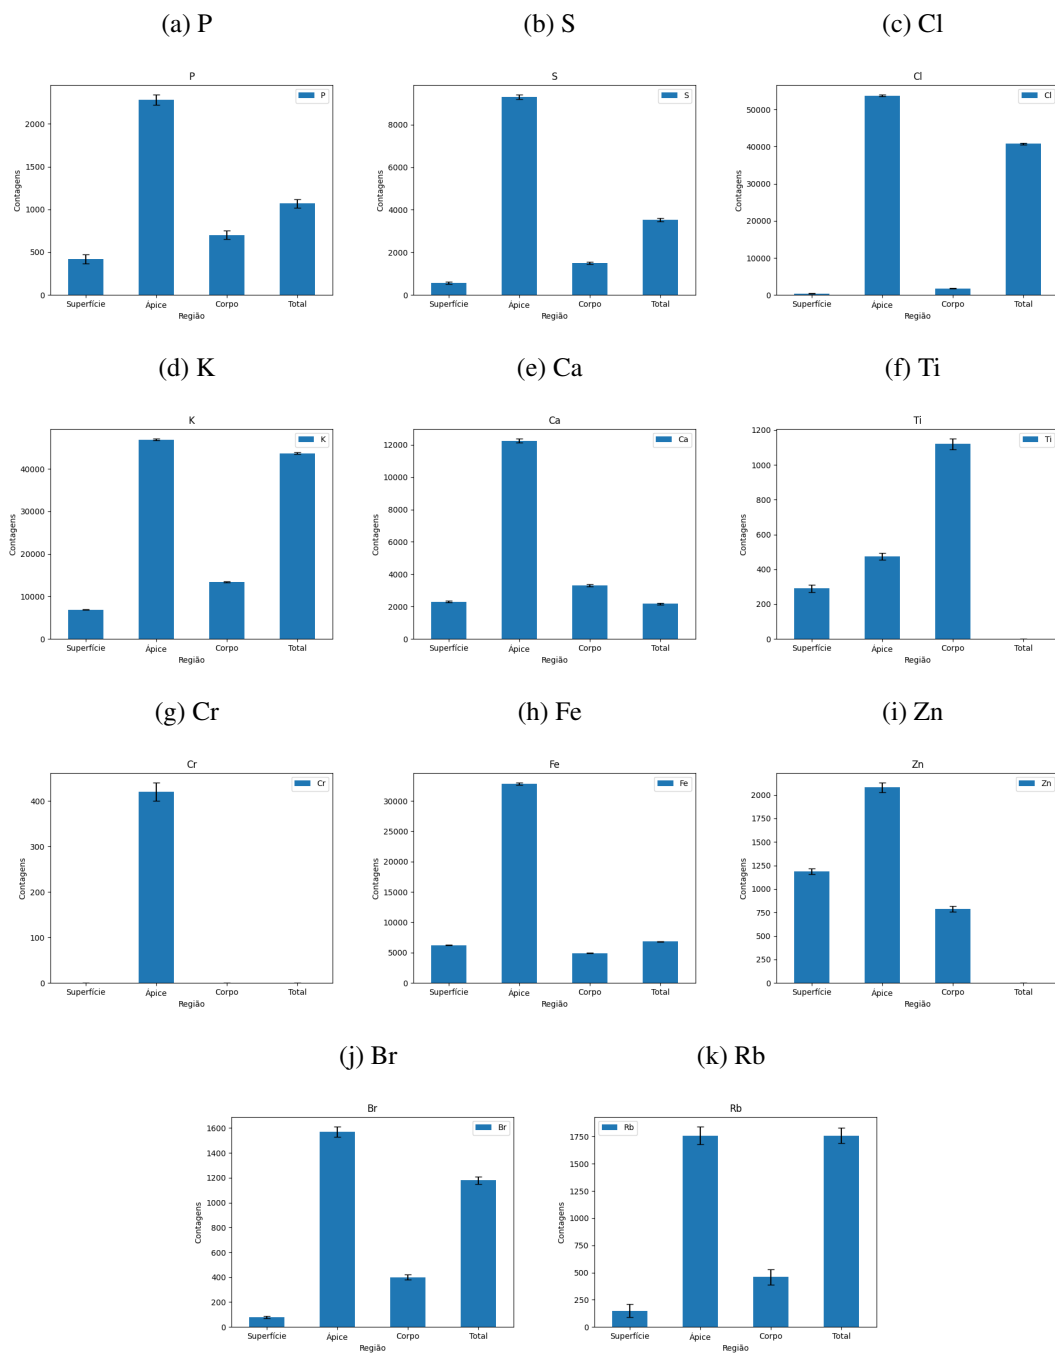 (a) P
(b) S
(c) Cl
P
P
2000
1500
1000
500
0
Contagens
Superfície Ápice Corpo Total
Região
S
S
8000
6000
4000
2000
0
Contagens
Superfície Ápice Corpo Total
Região
Cl
Cl
50000
40000
30000
20000
10000
0
Contagens
Superfície Ápice Corpo Total
Região
(d) K
(e) Ca
(f) Ti
K
K
40000
30000
20000
10000
0
Contagens
Superfície Ápice Corpo Total
Região
Ca
Ca
12000
10000
8000
6000
4000
2000
0
Contagens
Superfície Ápice Corpo Total
Região
Ti
Ti
1200
1000
800
600
400
200
0
Contagens
Superfície Ápice Corpo Total
Região
(g) Cr
(h) Fe
(i) Zn
Cr
Cr
400
300
200
100
0
Contagens
Superfície Ápice Corpo Total
Região
Fe
Fe
30000
25000
20000
15000
10000
5000
0
Contagens
Superfície Ápice Corpo Total
Região
Zn
Zn
2000
1750
1500
1250
1000
750
500
250
0
Contagens
Superfície Ápice Corpo Total
Região
(j) Br
(k) Rb
Br
Br
1600
1400
1200
1000
800
600
400
200
0
Contagens
Superfície Ápice Corpo Total
Região
Rb
Rb
1750
1500
1250
1000
750
500
250
0
Contagens
Superfície Ápice Corpo Total
Região